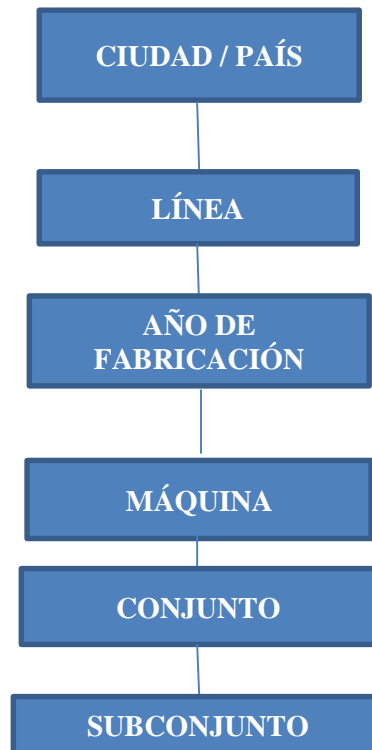 CIUDAD / PAÍS
LÍNEA
AÑO DE
FABRICACIÓN
MÁQUINA
CONJUNTO
SUBCONJUNTO